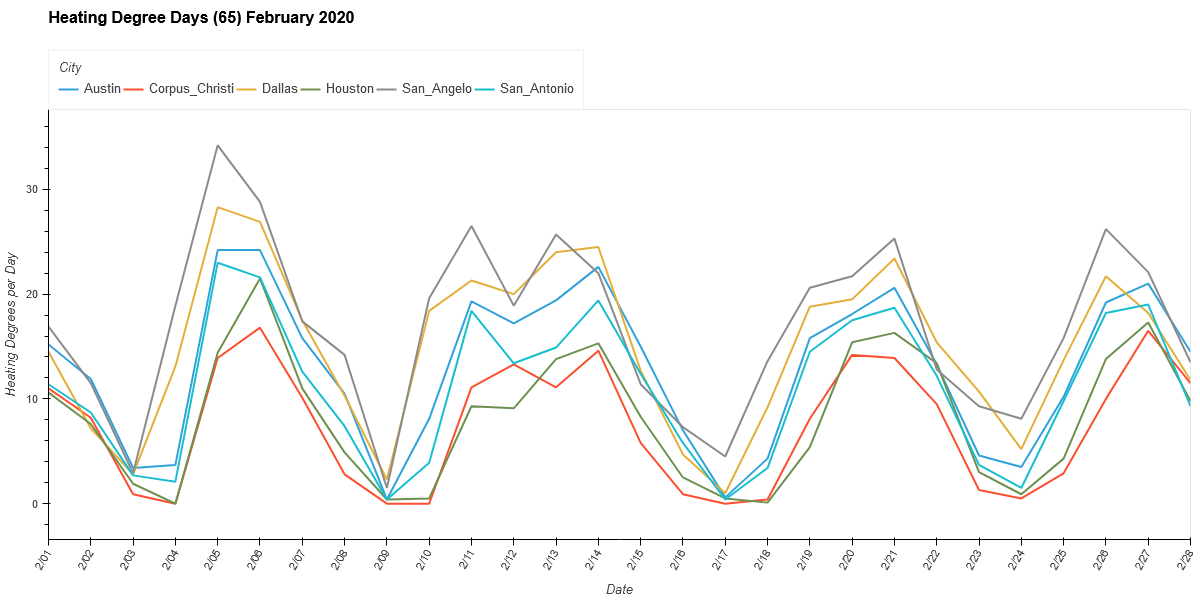 Heating Degree Days (65) February 2020
City
Austin Corpus_Christi Dallas Houston San_Angelo San_Antonio
Heating Degrees per Day
30
20
10
0
2/01 2/02 2/03 2/04 2/05 2/06 2/07 2/08 2/09 2/10 2/11 2/12 2/13 2/14 2/15 2/16 2/17 2/18 2/19 2/20 2/21 2/22 2/23 2/24 2/25 2/26 2/27 2/28
Date